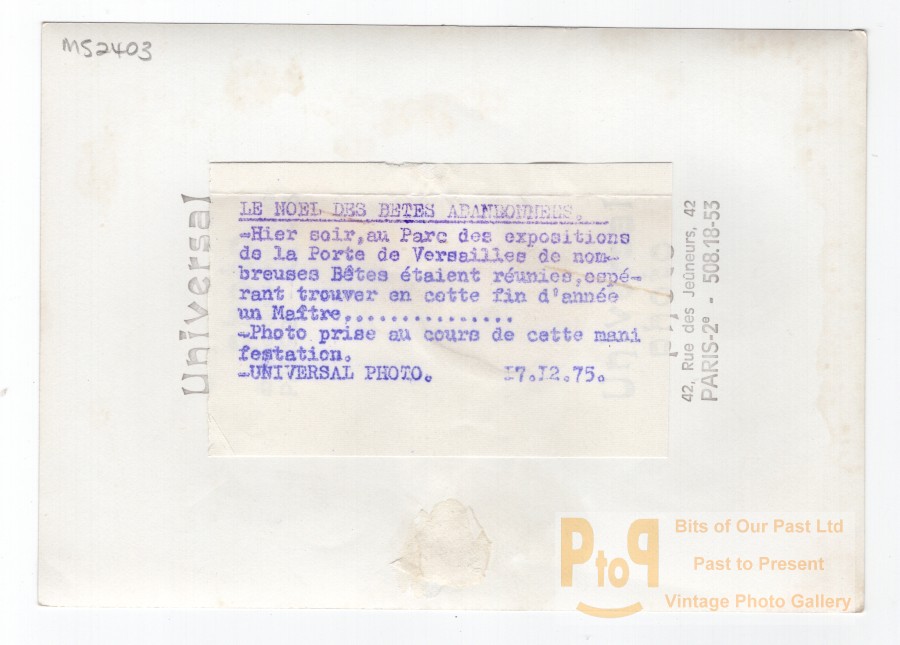 MS2403
LE NOEL DES BETES ABANDONNEES.
-Hier soir,au Parc des expositions
de la Porte de Versailles de nom-
breuses Bêtes étaient réunies,espé-
rant trouver en cette fin d'année
un Maître...............
-Photo prise au cours de cette mani
festation.
-UNIVERSAL PHOTO. 17.12.75.
Universal
Photo
42, Rue des Jeûneurs, 42
PARIS-2e - 508.18-53
PtoP
Bits of Our Past Ltd
Past to Present
Vintage Photo Gallery